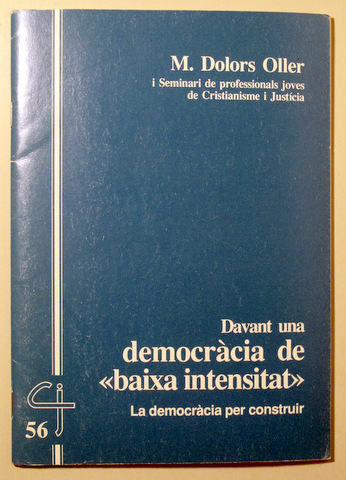 M. Dolors Oller
i Seminari de professionals joves
de Cristianisme i Justícia
Davant una
democràcia de
«baixa intensitat»
La democràcia per construir
cj
56